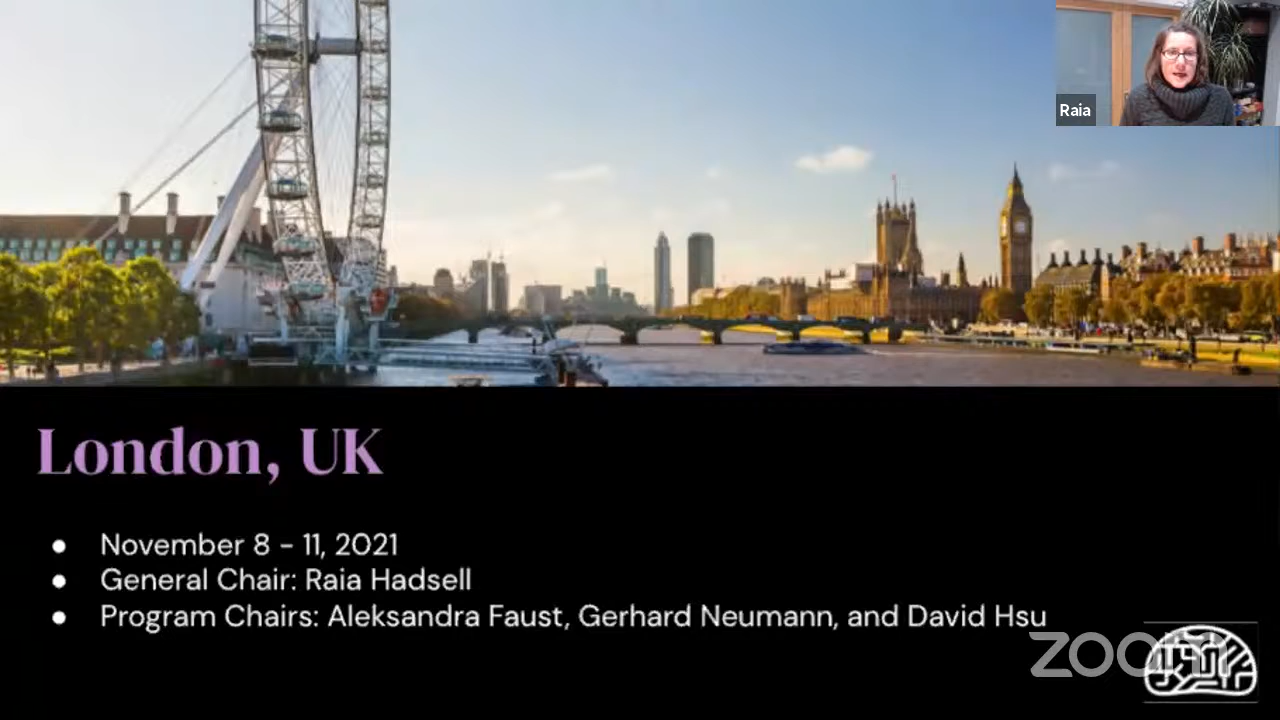 Raia
London, UK
● November 8 - 11, 2021
● General Chair: Raia Hadsell
● Program Chairs: Aleksandra Faust, Gerhard Neumann, and David Hsu
zoom